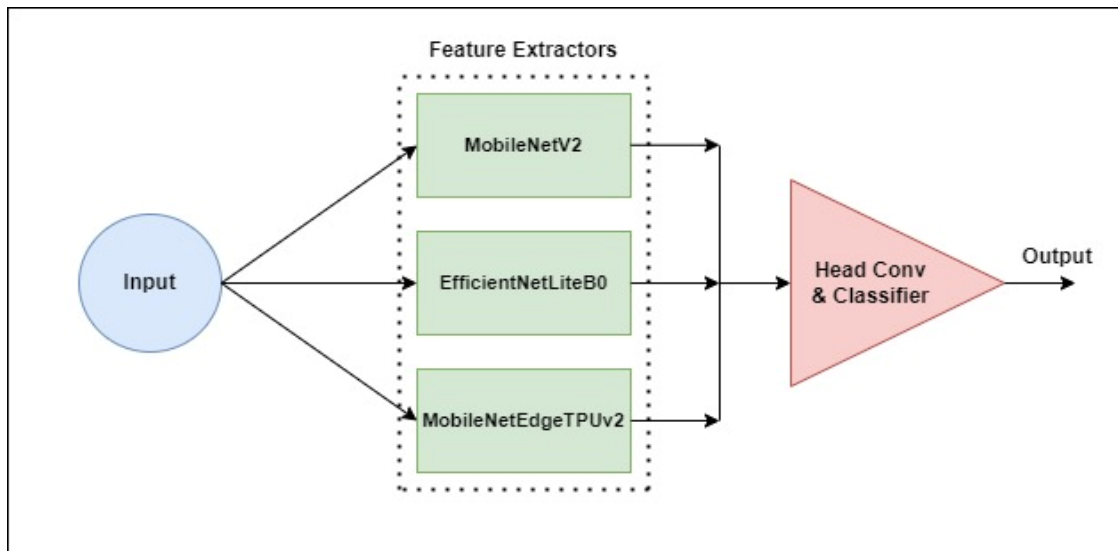 Feature Extractors
MobileNetV2
Input
EfficientNetLiteB0
Head Conv
& Classifier
Output
MobileNetEdgeTPUv2